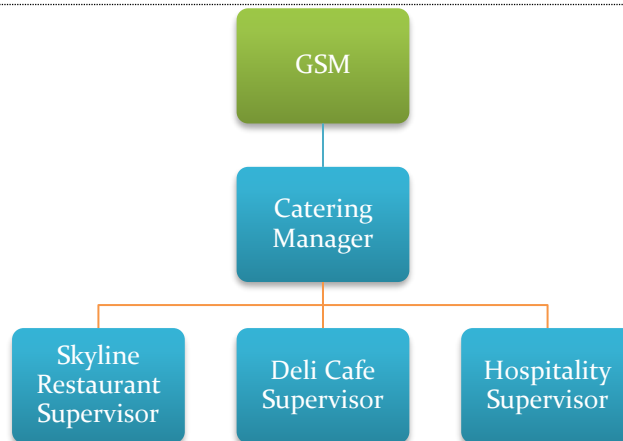 GSM
Catering
Manager
Skyline
Restaurant
Supervisor
Deli Cafe
Supervisor
Hospitality
Supervisor